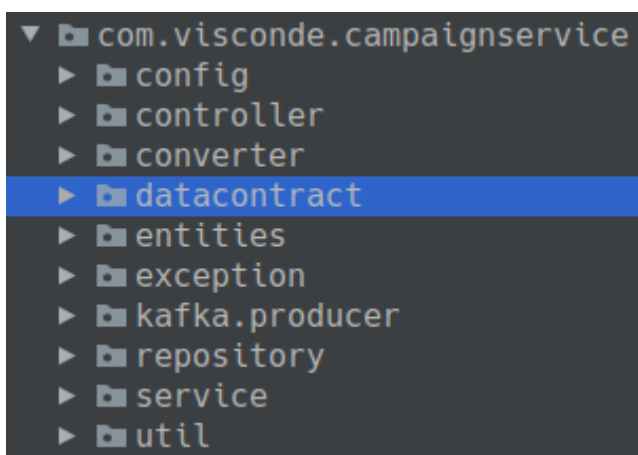 com.visconde.campaignservice
config
controller
converter
datacontract
entities
exception
kafka.producer
repository
service
util